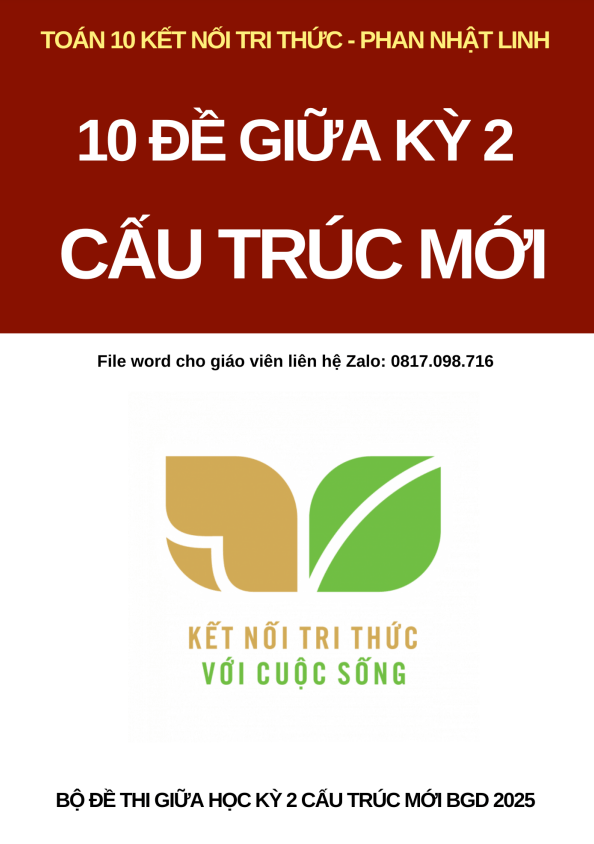 TOÁN 10 KẾT NỐI TRI THỨC - PHAN NHẬT LINH
10 ĐỀ GIỮA KỲ 2
CẤU TRÚC MỚI
File word cho giáo viên liên hệ Zalo: 0817.098.716
KẾT NỐI TRI THỨC
VỚI CUỘC SỐNG
BỘ ĐỀ THI GIỮA HỌC KỲ 2 CẤU TRÚC MỚI BGD 2025